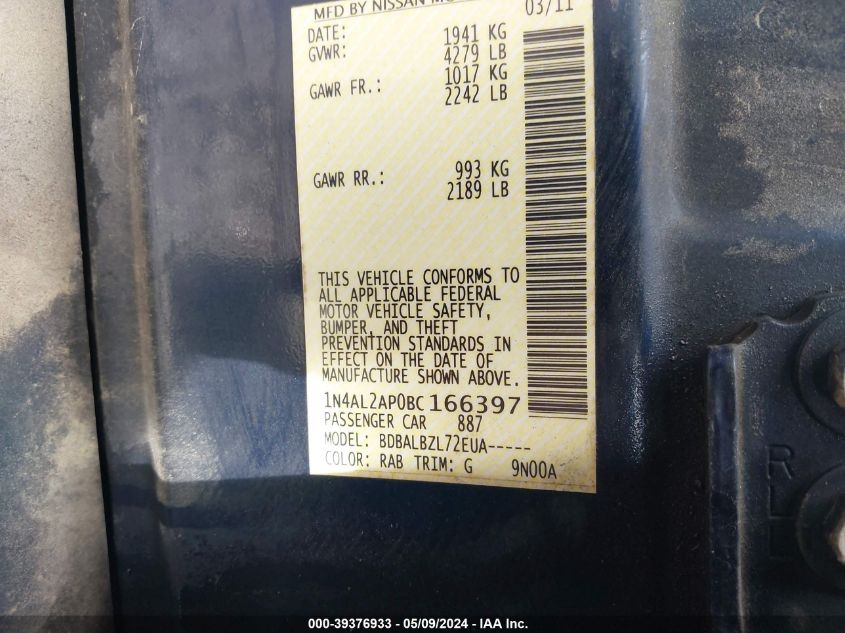 MFD BY NISSAN MO
DATE: 03/11
GVWR: 1941 KG
4279 LB
GAWR FR.: 1017 KG
2242 LB
GAWR RR.: 993 KG
2189 LB
THIS VEHICLE CONFORMS TO
ALL APPLICABLE FEDERAL
MOTOR VEHICLE SAFETY,
BUMPER, AND THEFT
PREVENTION STANDARDS IN
EFFECT ON THE DATE OF
MANUFACTURE SHOWN ABOVE.
1N4AL2AP0BC166397
PASSENGER CAR 887
MODEL: BDBALBZL72EUA-----
COLOR: RAB TRIM: G 9N00A
R
L
000-39376933 - 05/09/2024 - IAA Inc.